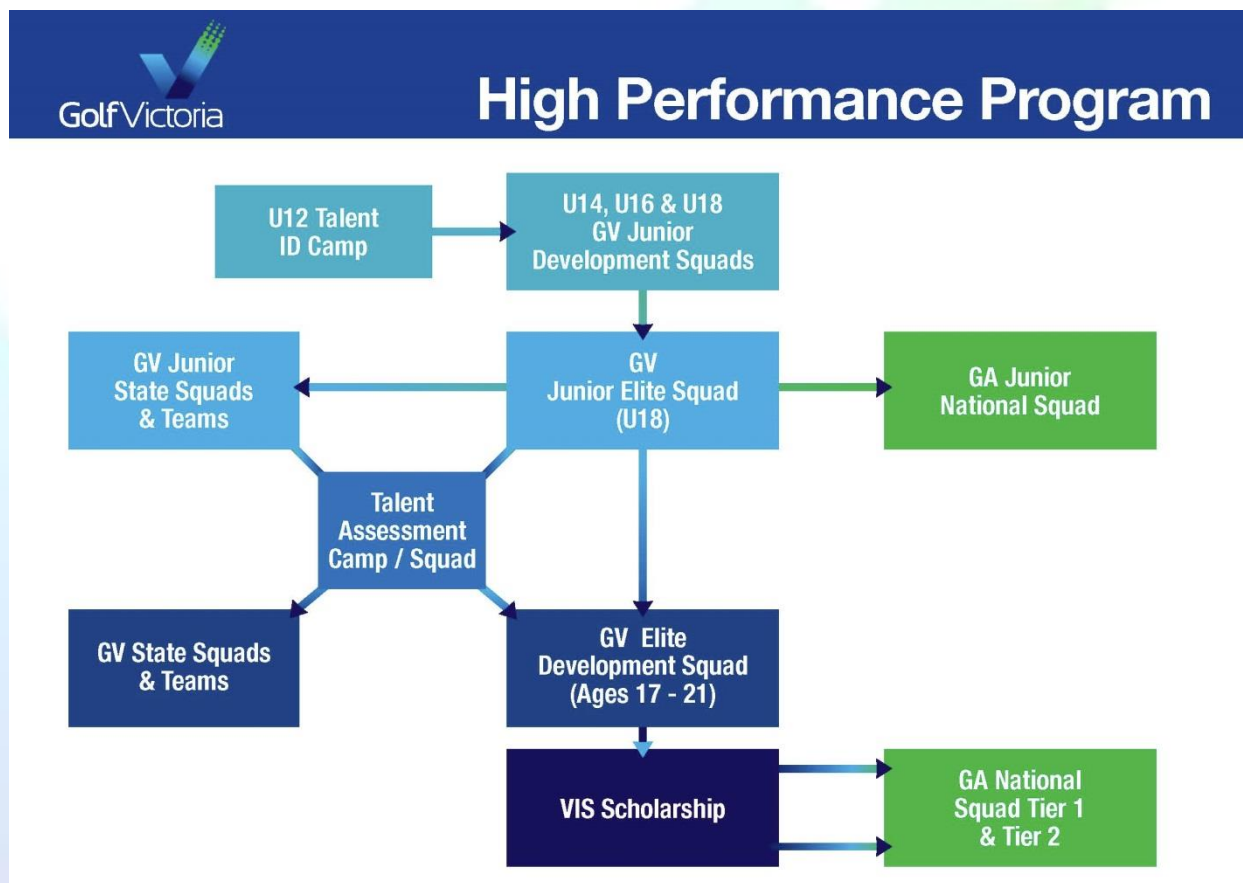 GolfVictoria
High Performance Program
U12 Talent
ID Camp
U14, U16 & U18
GV Junior
Development Squads
GV Junior
State Squads
& Teams
GV
Junior Elite Squad
(U18)
GA Junior
National Squad
Talent
Assessment
Camp / Squad
GV State Squads
& Teams
GV Elite
Development Squad
(Ages 17 - 21)
VIS Scholarship
GA National
Squad Tier 1
& Tier 2